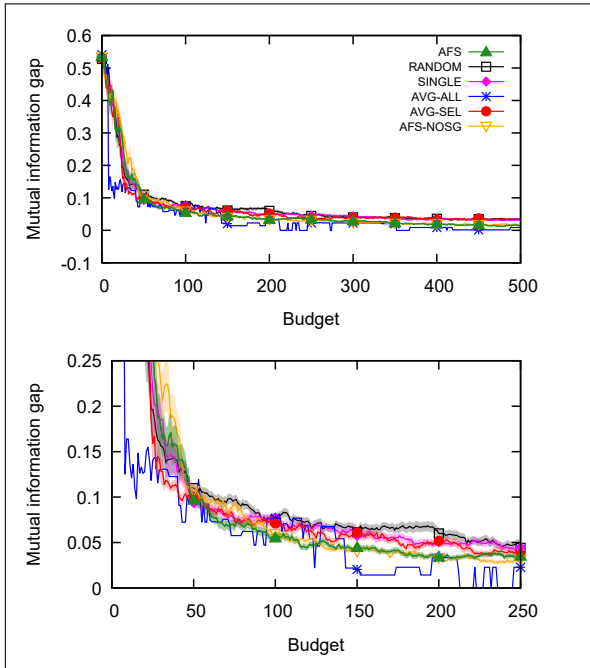 Mutual information gap
0.6
0.5
0.4
0.3
0.2
0.1
0
-0.1
AFS
RANDOM
SINGLE
AVG-ALL
AVG-SEL
AFS-NOSG
0 100 200 300 400 500
Budget
Mutual information gap
0.25
0.2
0.15
0.1
0.05
0
0 50 100 150 200 250
Budget